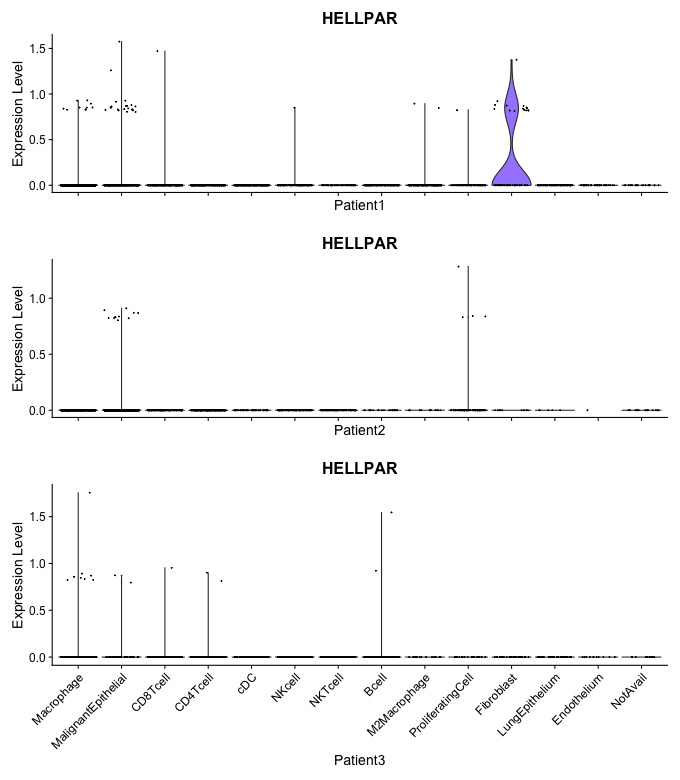 HELLPAR
Expression Level
1.5
1.0
0.5
0.0
Patient1
HELLPAR
Expression Level
1.0
0.5
0.0
Patient2
HELLPAR
Expression Level
1.5
1.0
0.5
0.0
Macrophage
MalignantEpithelial
CD8Tcell
CD4Tcell
cDC
NKcell
NKTcell
Bcell
M2Macrophage
ProliferatingCell
Fibroblast
LungEpithelium
Endothelium
NotAvail
Patient3